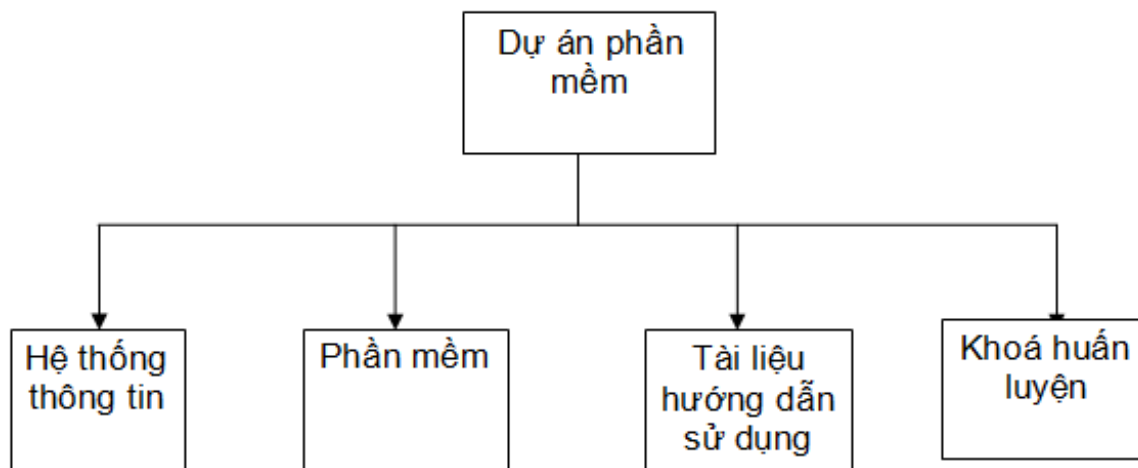 Dự án phần
mềm
Hệ thống
thông tin
Phần mềm
Tài liệu
hướng dẫn
sử dụng
Khoá huấn
luyện